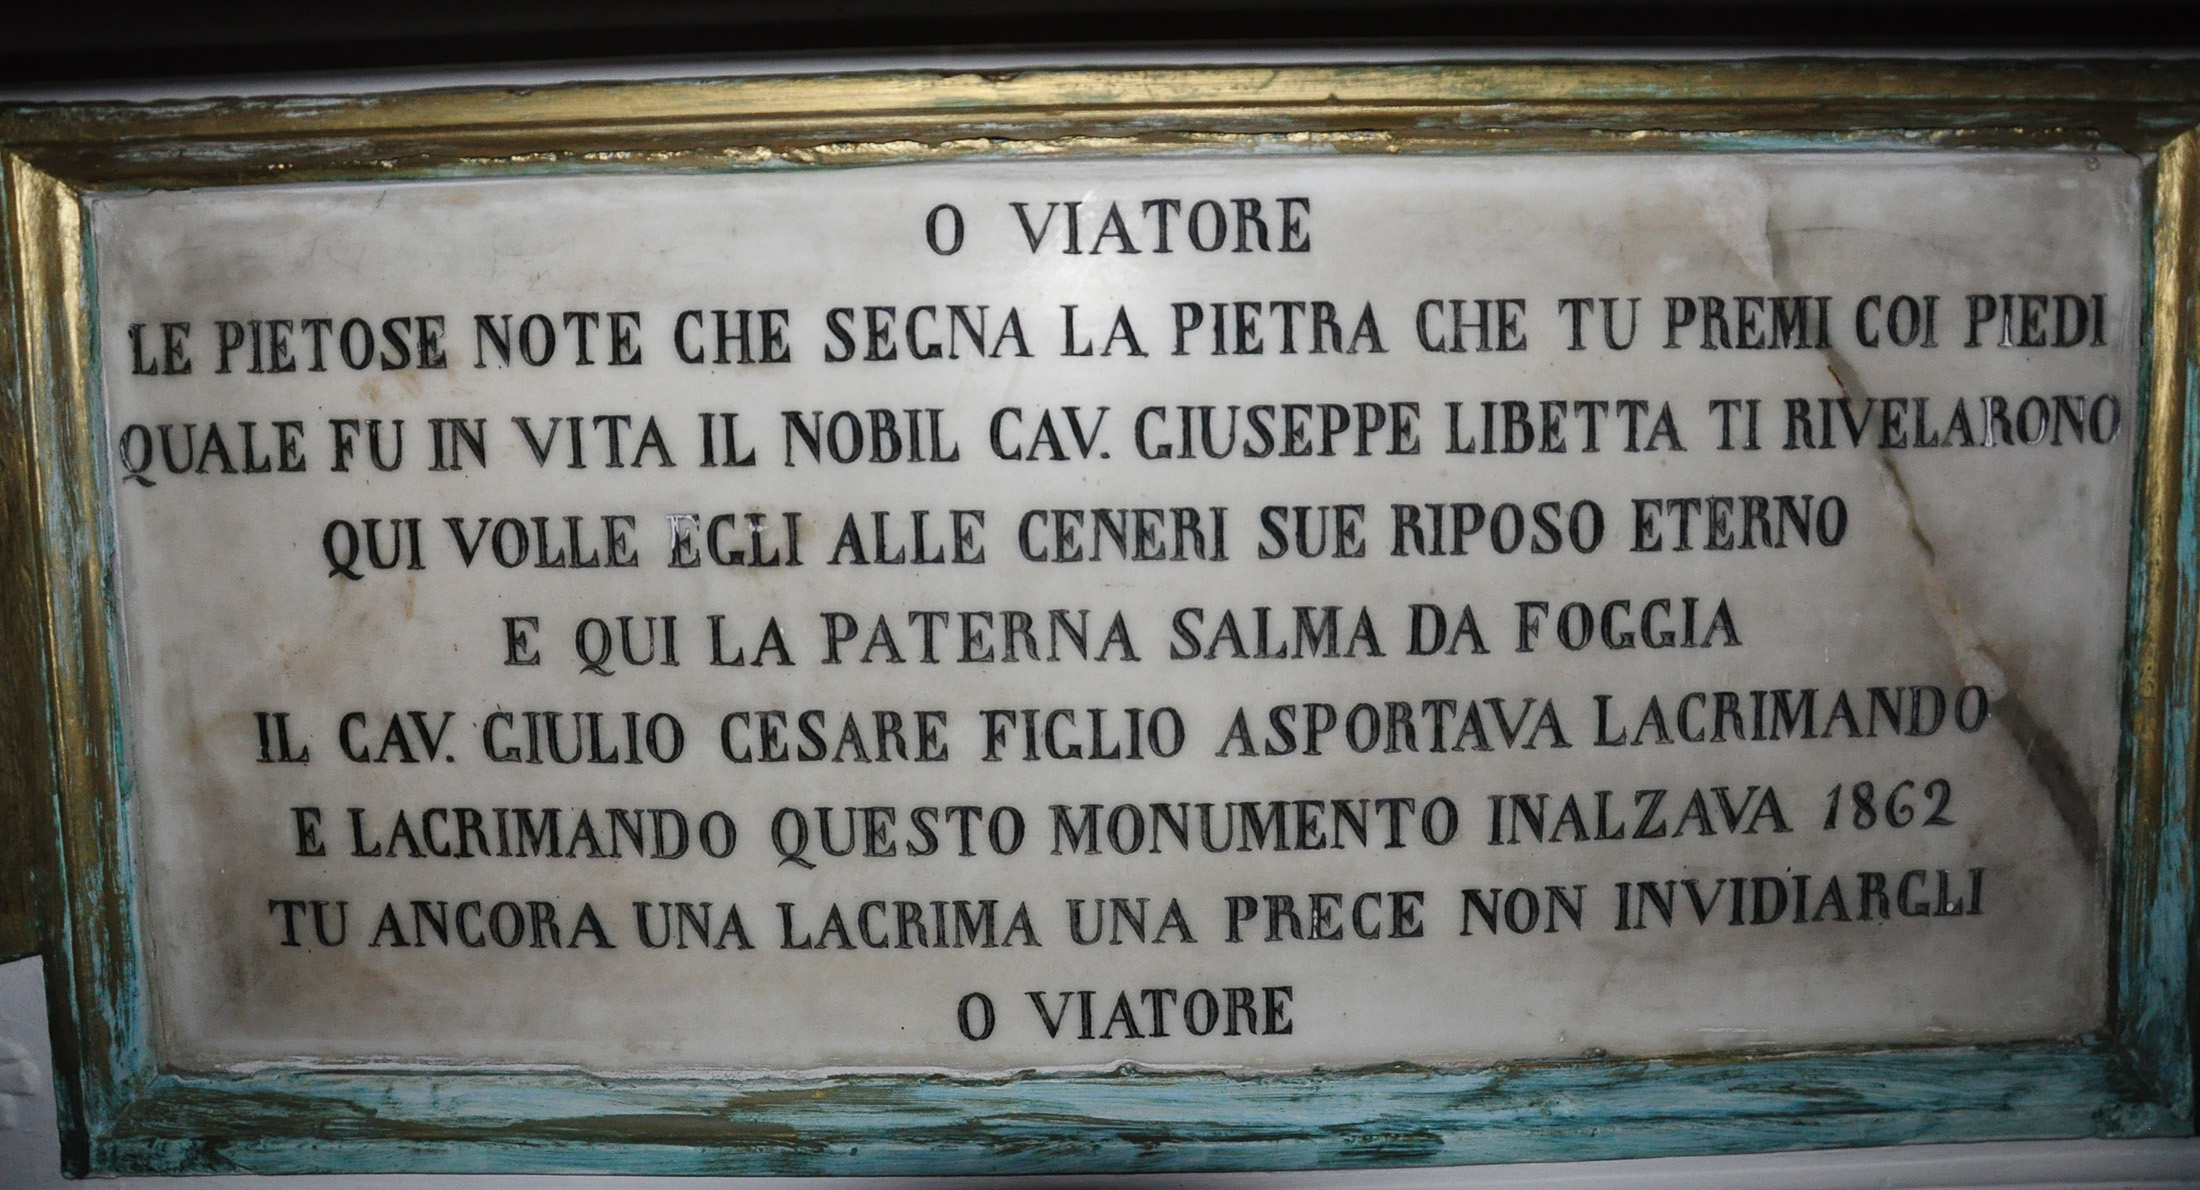 O VIATORE
LE PIETOSE NOTE CHE SEGNA LA PIETRA CHE TU PREMI COI PIEDI
QUALE FU IN VITA IL NOBIL CAV. GIUSEPPE LIBETTA TI RIVELARONO
QUI VOLLE EGLI ALLE CENERI SUE RIPOSO ETERNO
E QUI LA PATERNA SALMA DA FOGGIA
IL CAV. GIULIO CESARE FIGLIO ASPORTAVA LACRIMANDO
E LACRIMANDO QUESTO MONUMENTO INALZAVA 1862
TU ANCORA UNA LACRIMA UNA PRECE NON INVIDIARGLI
O VIATORE